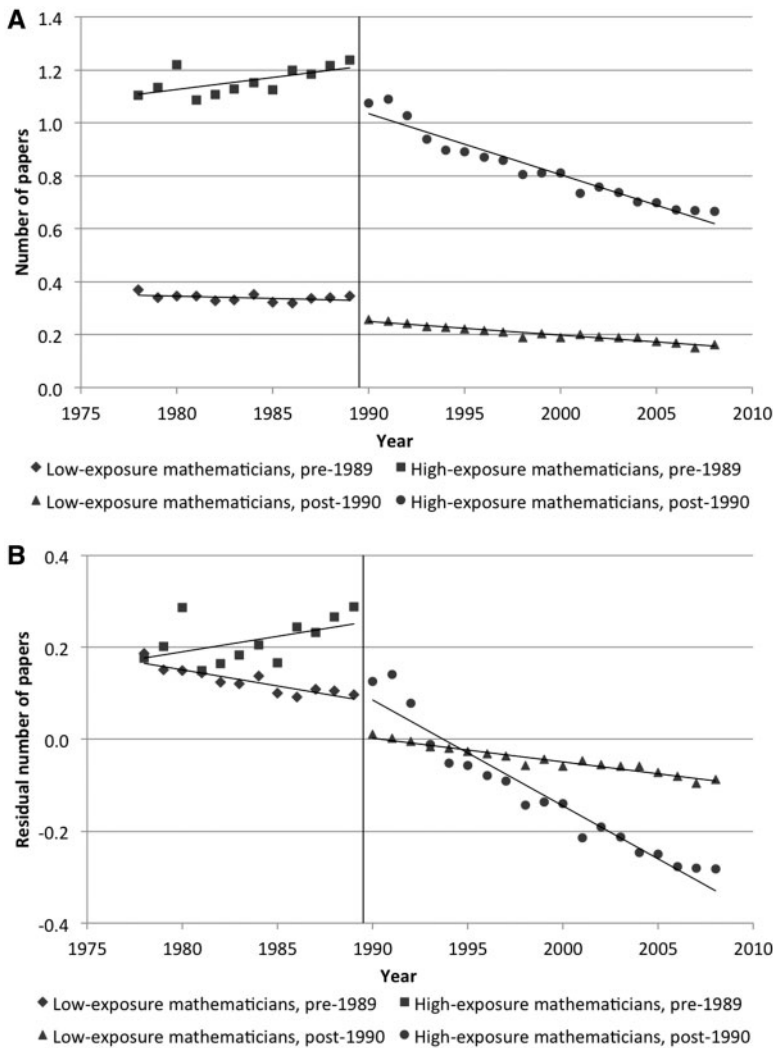 A
1.4
1.2
1.0
0.8
0.6
0.4
0.2
0.0
Number of papers
1975 1980 1985 1990 1995 2000 2005 2010
Year
Low-exposure mathematicians, pre-1989 High-exposure mathematicians, pre-1989
Low-exposure mathematicians, post-1990 High-exposure mathematicians, post-1990
B
0.4
0.2
0.0
-0.2
-0.4
Residual number of papers
1975 1980 1985 1990 1995 2000 2005 2010
Year
Low-exposure mathematicians, pre-1989 High-exposure mathematicians, pre-1989
Low-exposure mathematicians, post-1990 High-exposure mathematicians, post-1990